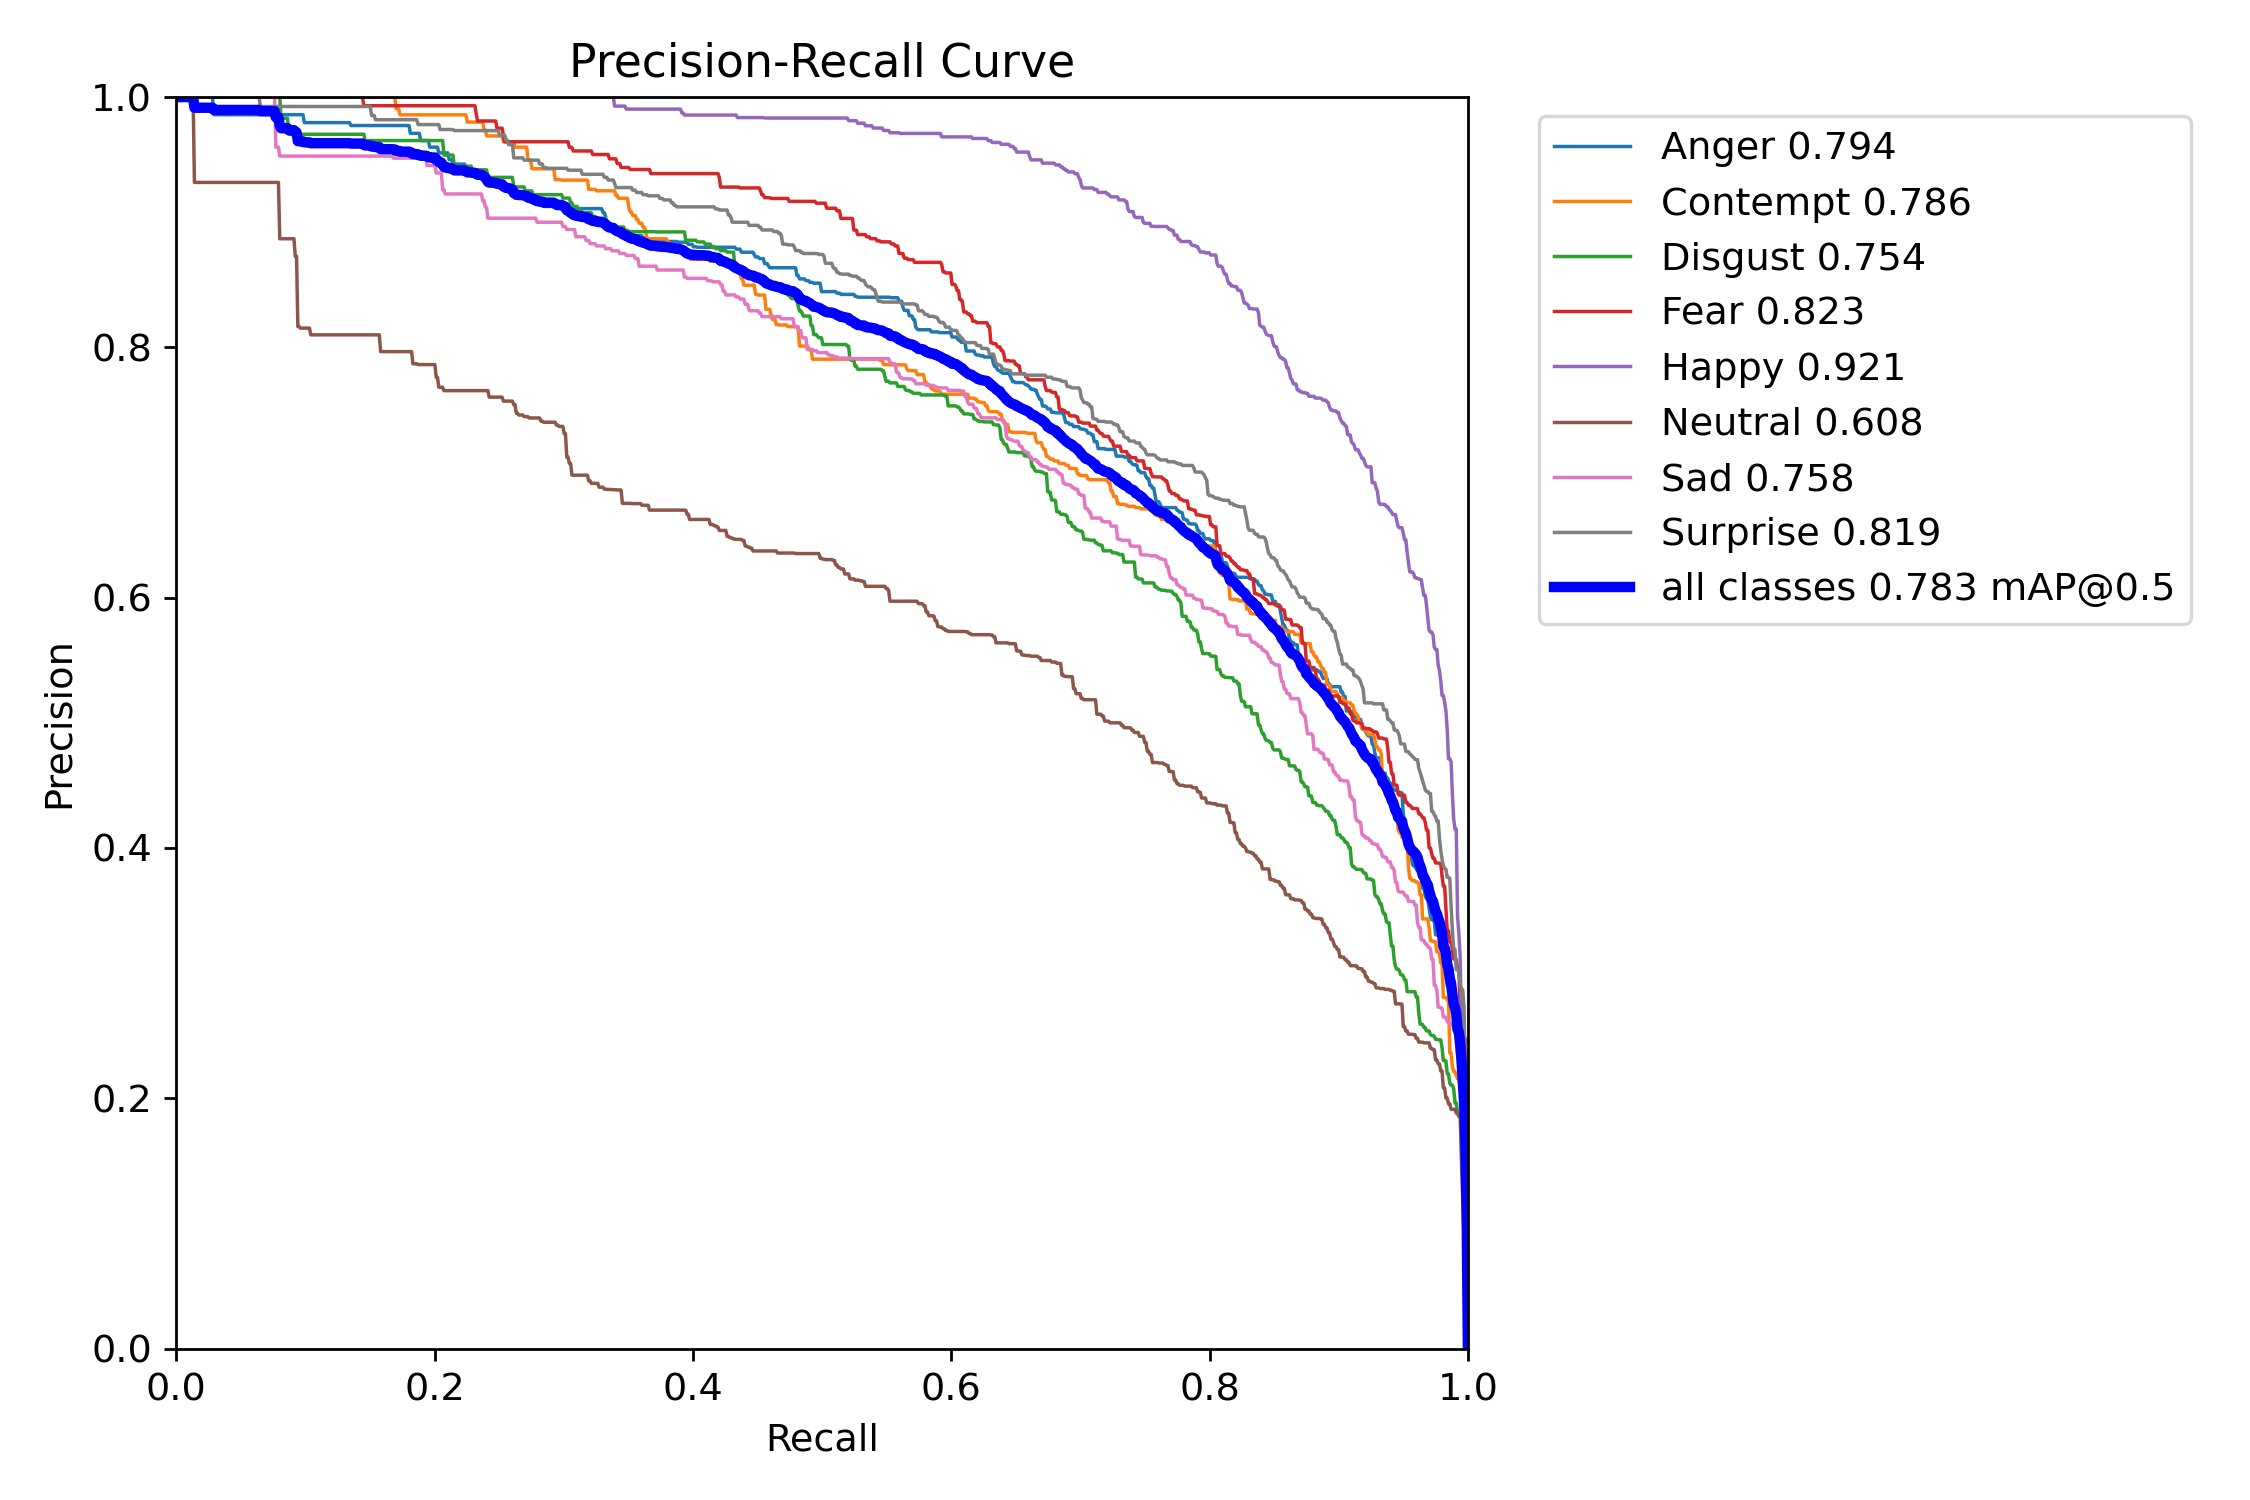 Precision-Recall Curve
1.0
0.8
0.6
0.4
0.2
0.0
Precision
0.0 0.2 0.4 0.6 0.8 1.0
Recall
Anger 0.794
Contempt 0.786
Disgust 0.754
Fear 0.823
Happy 0.921
Neutral 0.608
Sad 0.758
Surprise 0.819
all classes 0.783 mAP@0.5